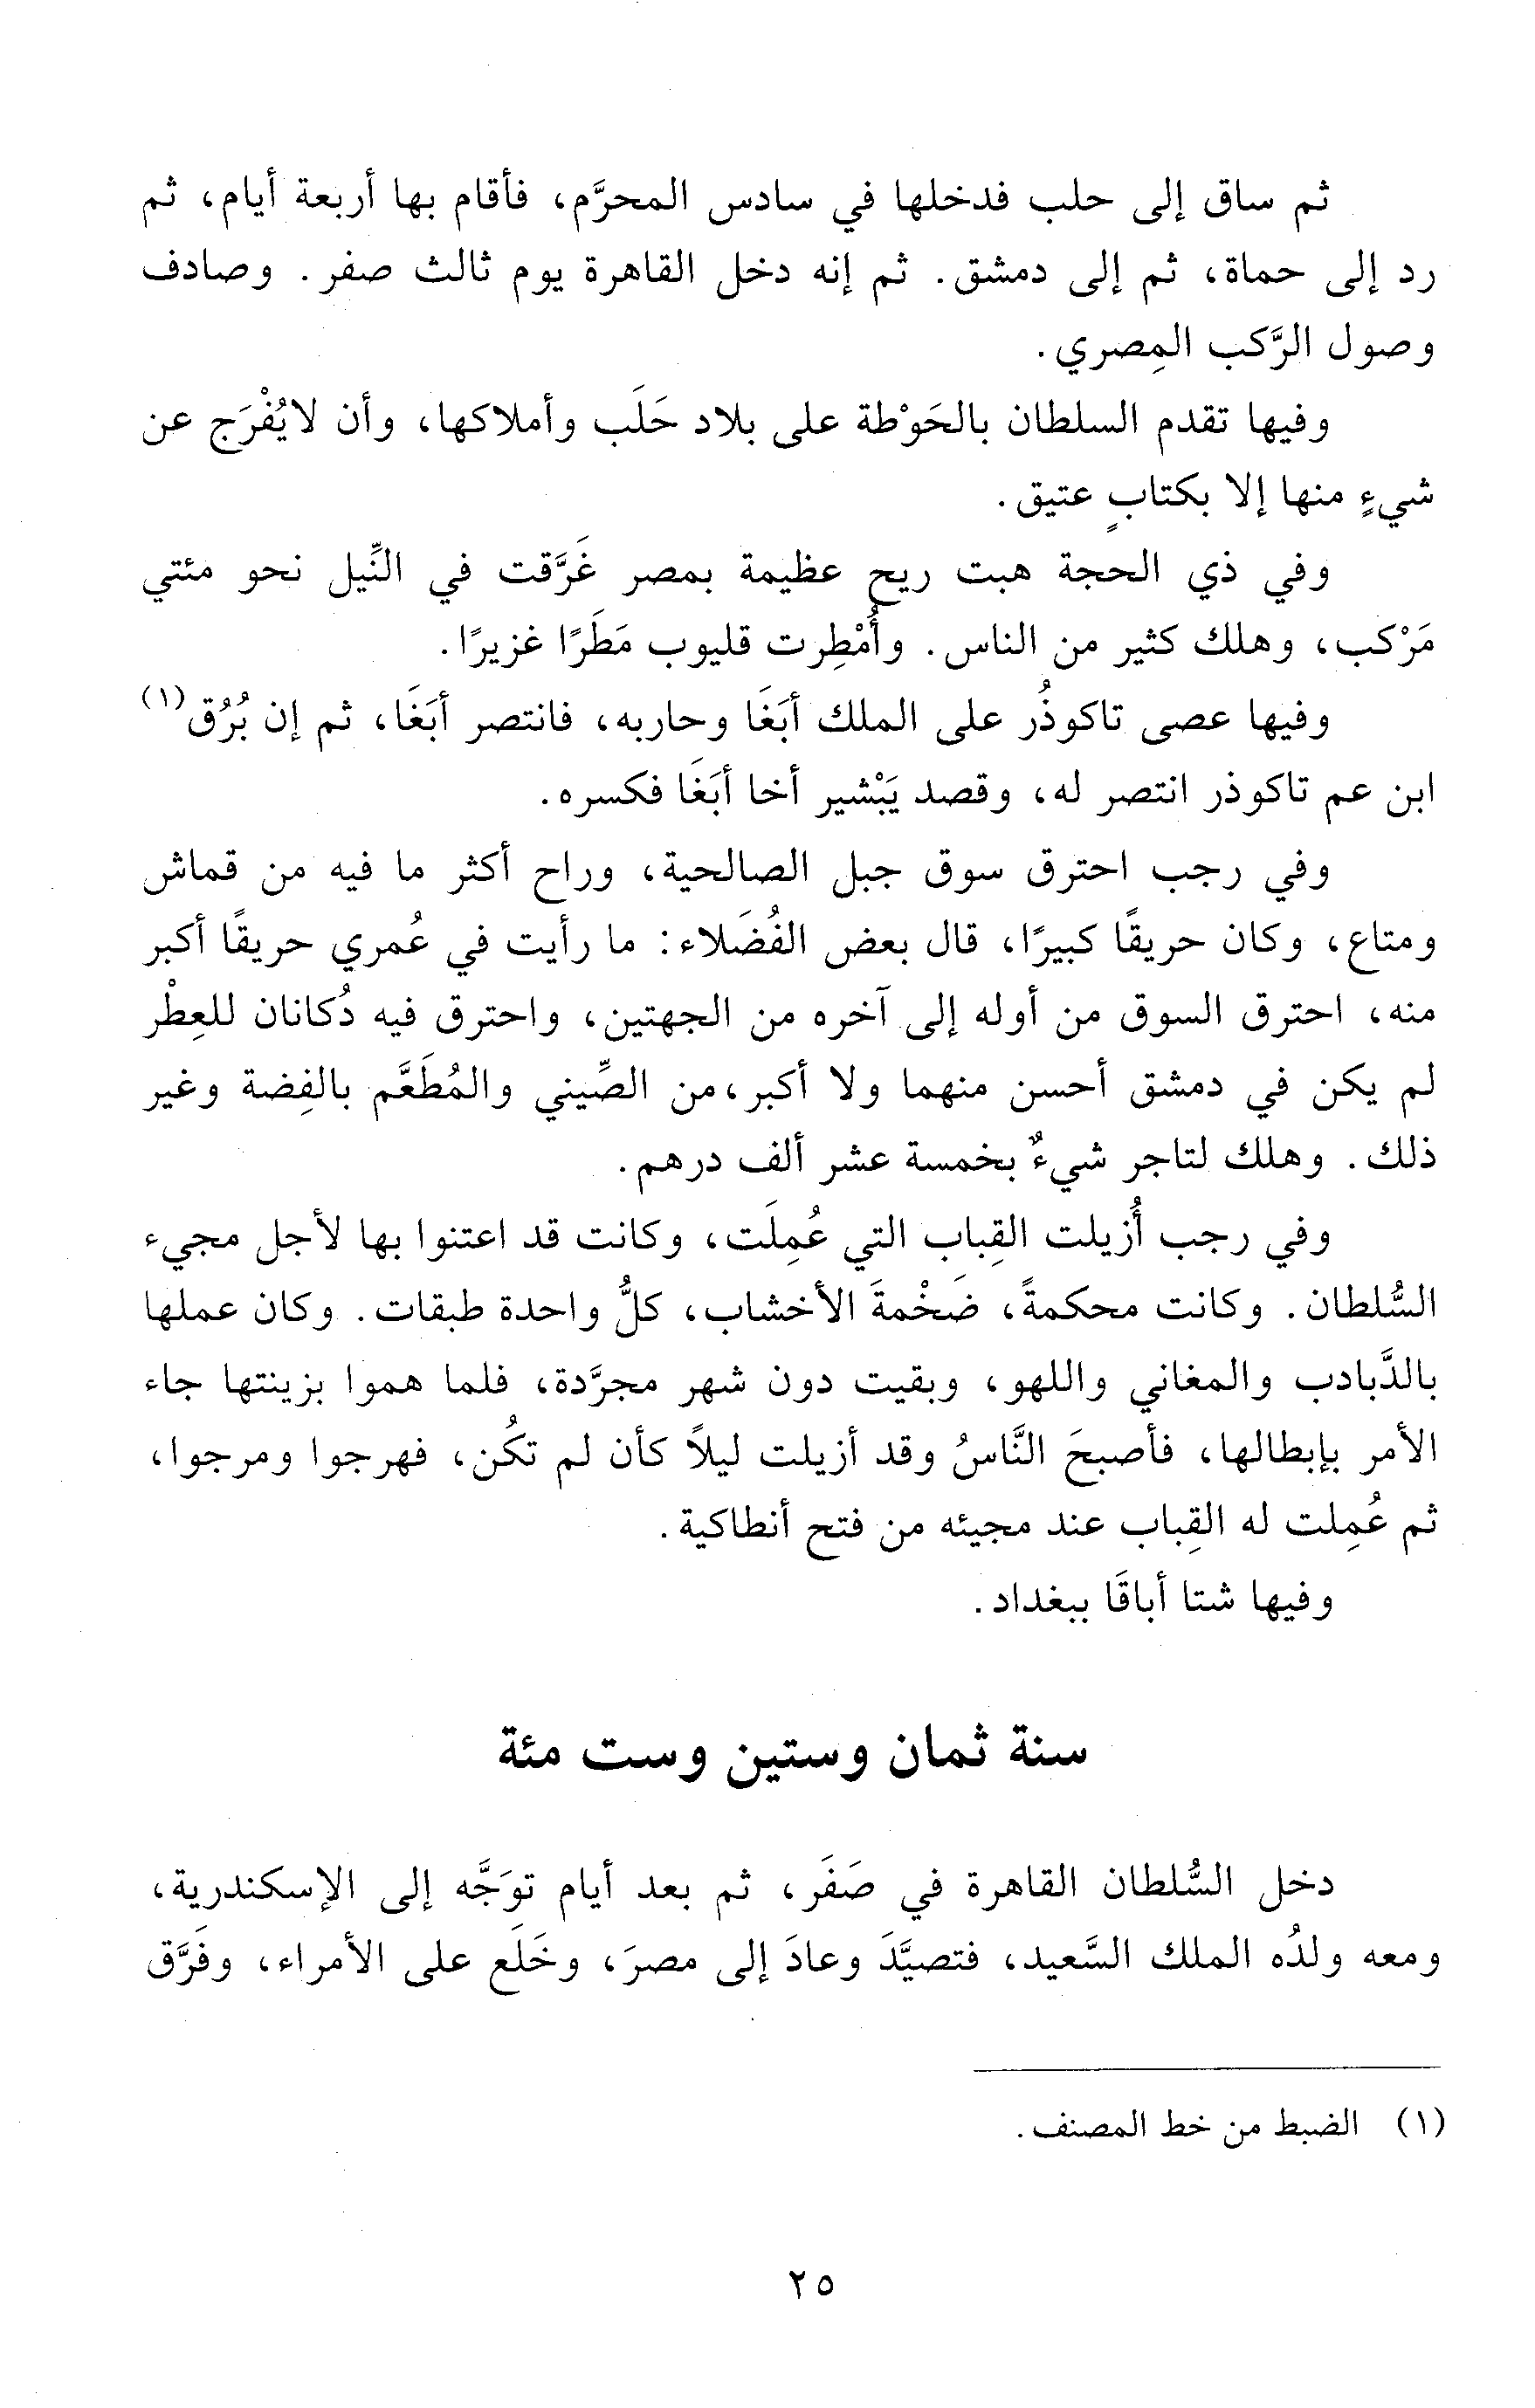 ثم ساق إلى حلب فدخلها في سادس المحرَّم، فأقام بها أربعة أيام، ثم
رد إلى حماة، ثم إلى دمشق. ثم إنه دخل القاهرة يوم ثالث صفر. وصادف
وصول الرَّكب المِصري.
وفيها تقدم السلطان بالحَوْطة على بلاد حَلَب وأملاكها، وأن لايُفْرَج عن
شيءٍ منها إلا بكتابٍ عتيق.
وفي ذي الحجة هبت ريح عظيمة بمصر غَرَّقت في النِّيل نحو مئتي
مَرْكب، وهلك كثير من الناس. وأُمْطِرت قليوب مَطَرًا غزيرًا.
وفيها عصى تاكوذُر على الملك أبَغَا وحاربه، فانتصر أبَغَا، ثم إن بُرُق(١)
ابن عم تاكوذر انتصر له، وقصد يَبْشير أخا أبَغَا فكسره.
وفي رجب احترق سوق جبل الصالحية، وراح أكثر ما فيه من قماش
ومتاع، وكان حريقًا كبيرًا، قال بعض الفُضَلاء: ما رأيت في عُمري حريقًا أكبر
منه، احترق السوق من أوله إلى آخره من الجهتين، واحترق فيه دُكانان للعِطْر
لم يكن في دمشق أحسن منهما ولا أكبر،من الصِّيني والمُطَعَّم بالفِضة وغير
ذلك. وهلك لتاجر شيءٌ بخمسة عشر ألف درهم.
وفي رجب أُزيلت القِباب التي عُمِلَت، وكانت قد اعتنوا بها لأجل مجيء
السُّلطان. وكانت محكمةً، ضَخْمةَ الأخشاب، كلُّ واحدة طبقات. وكان عملها
بالدَّبادب والمغاني واللهو، وبقيت دون شهر مجرَّدة، فلما هموا بزينتها جاء
الأمر بإبطالها، فأصبحَ النَّاسُ وقد أزيلت ليلاً كأن لم تكُن، فهرجوا ومرجوا،
ثم عُمِلت له القِباب عند مجيئه من فتح أنطاكية.
وفيها شتا أباقَا ببغداد.
سنة ثمان وستين وست مئة
دخل السُّلطان القاهرة في صَفَر، ثم بعد أيام توَجَّه إلى الإسكندرية،
ومعه ولدُه الملك السَّعيد، فتصيَّدَ وعادَ إلى مصرَ، وخَلَع على الأمراء، وفَرَّق
(١) الضبط من خط المصنف.
٢٥